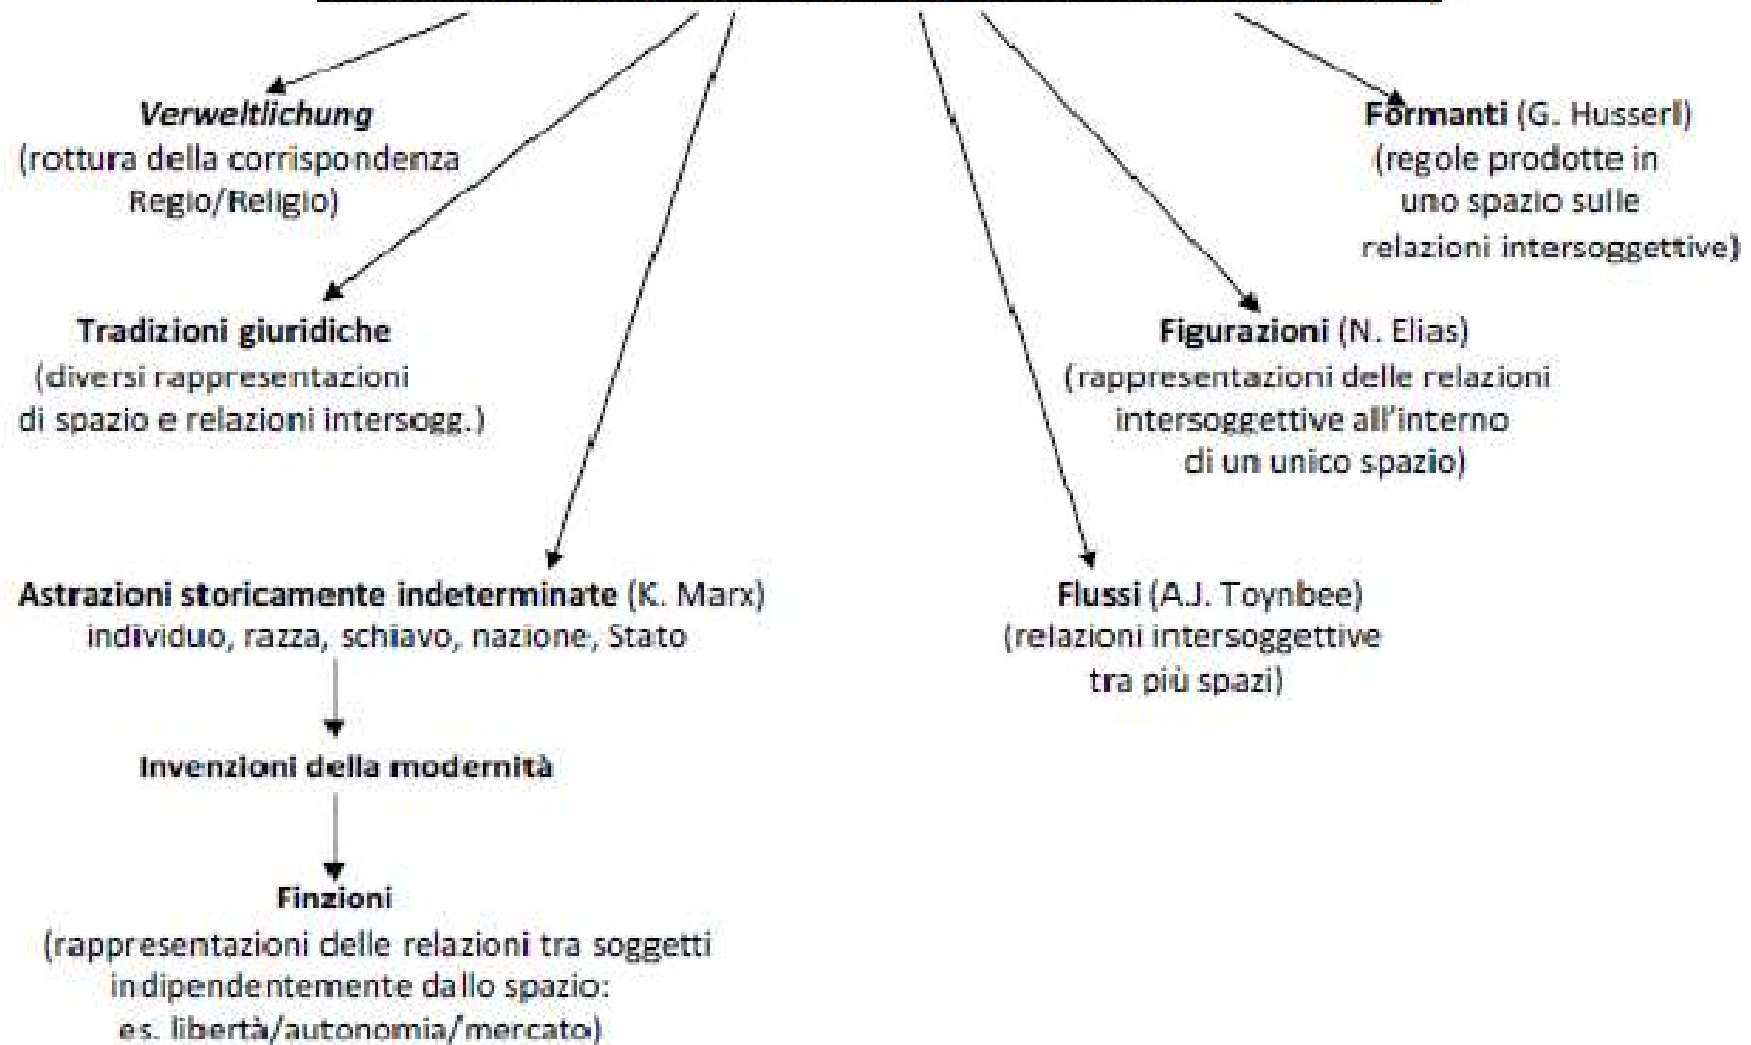 Verweltlichung
(rottura della corrispondenza
Regio/Religio)
Formanti (G. Husserl)
(regole prodotte in
uno spazio sulle
relazioni intersoggettive)
Tradizioni giuridiche
(diversi rappresentazioni
di spazio e relazioni intersogg.)
Figurazioni (N. Elias)
(rappresentazioni delle relazioni
intersoggettive all'interno
di un unico spazio)
Astrazioni storicamente indeterminate (K. Marx)
individuo, razza, schiavo, nazione, Stato
Flussi (A.J. Toynbee)
(relazioni intersoggettive
tra più spazi)
Invenzioni della modernità
Finzioni
(rappresentazioni delle relazioni tra soggetti
indipendentemente dallo spazio:
es. libertà/autonomia/mercato)